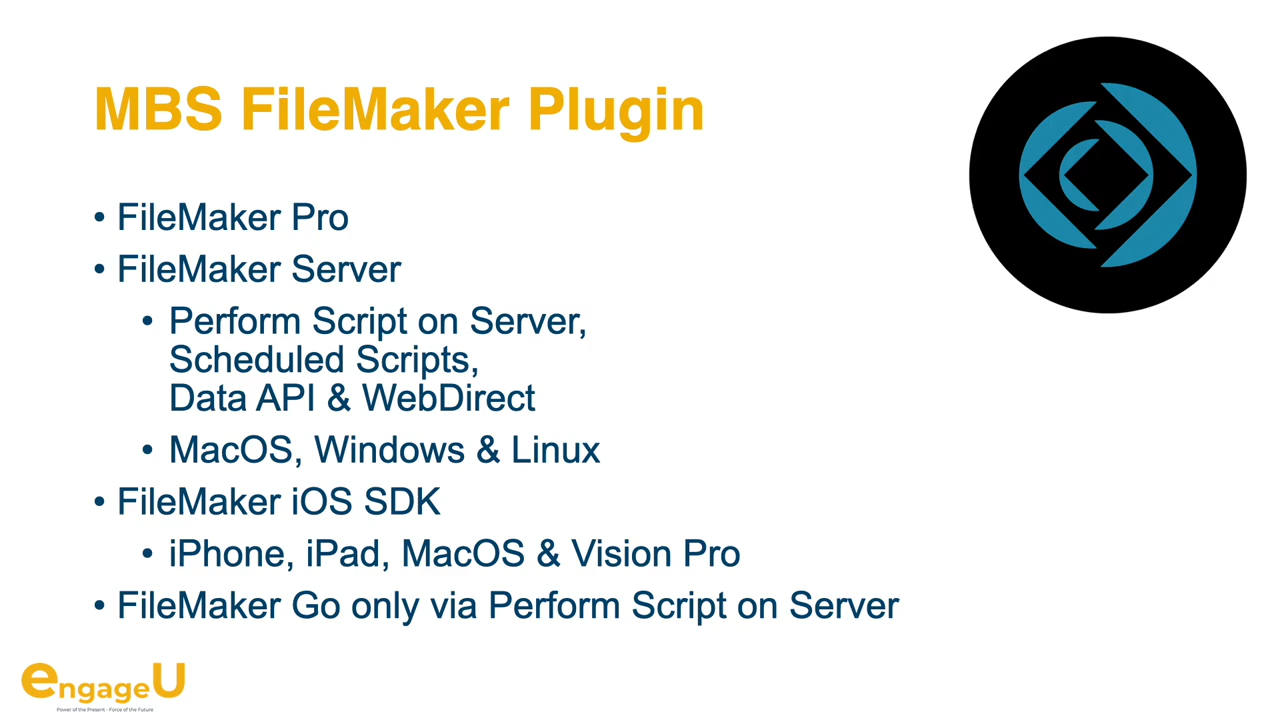 MBS FileMaker Plugin
• FileMaker Pro
• FileMaker Server
• Perform Script on Server,
Scheduled Scripts,
Data API & WebDirect
• MacOS, Windows & Linux
• FileMaker iOS SDK
• iPhone, iPad, MacOS & Vision Pro
• FileMaker Go only via Perform Script on Server
engageU
Power of the Present - Force of the Future